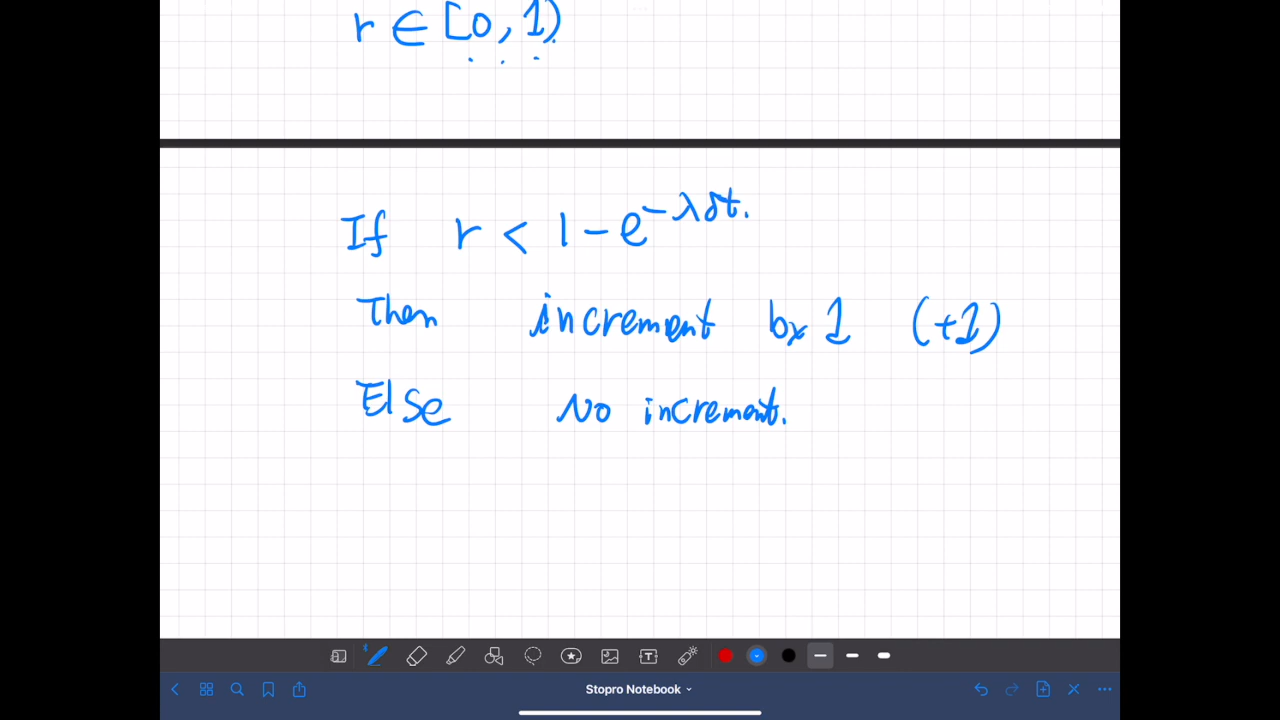 r ∈ [0, 1)
If r < 1 - e^{-λδt}.
Then increment by 1 (+1)
Else No increment.
Stopro Notebook